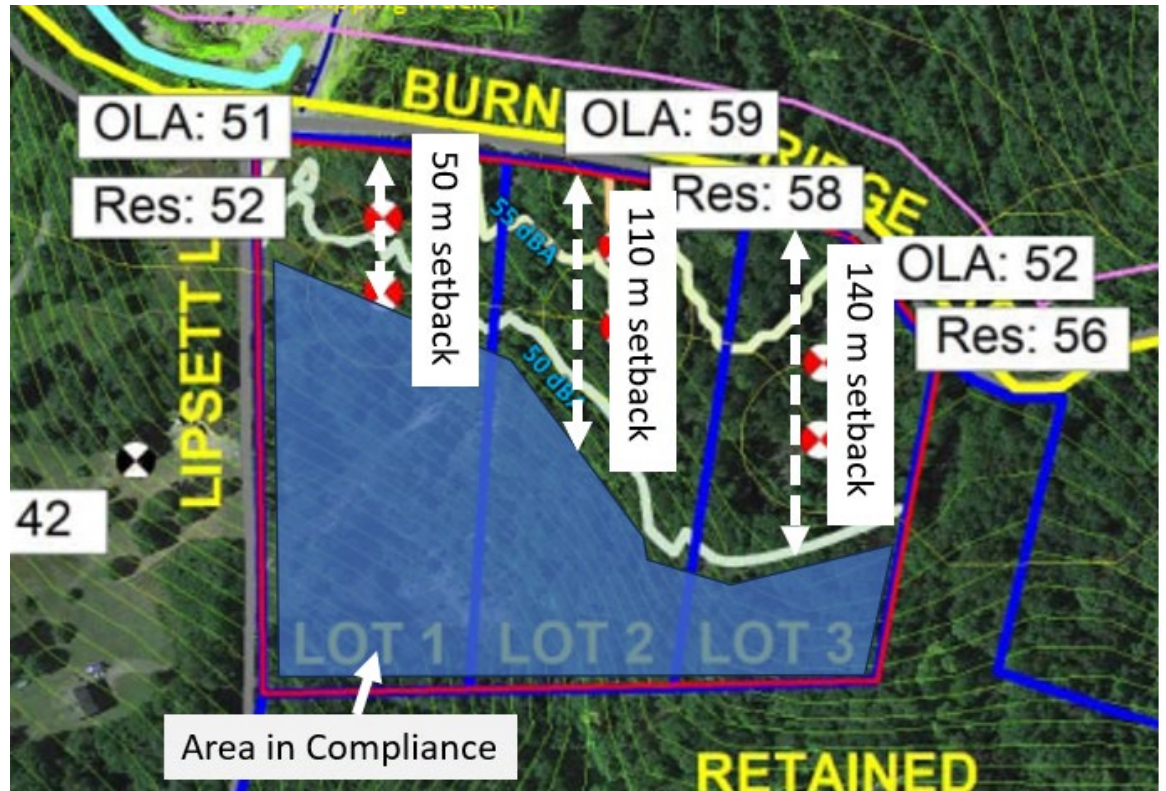 BURN
RIDGE
OLA: 51
Res: 52
OLA: 59
Res: 58
OLA: 52
Res: 56
50 m setback
110 m setback
140 m setback
55 dBA
50 dBA
LIPSETT L
42
LOT 1
LOT 2
LOT 3
Area in Compliance
RETAINED